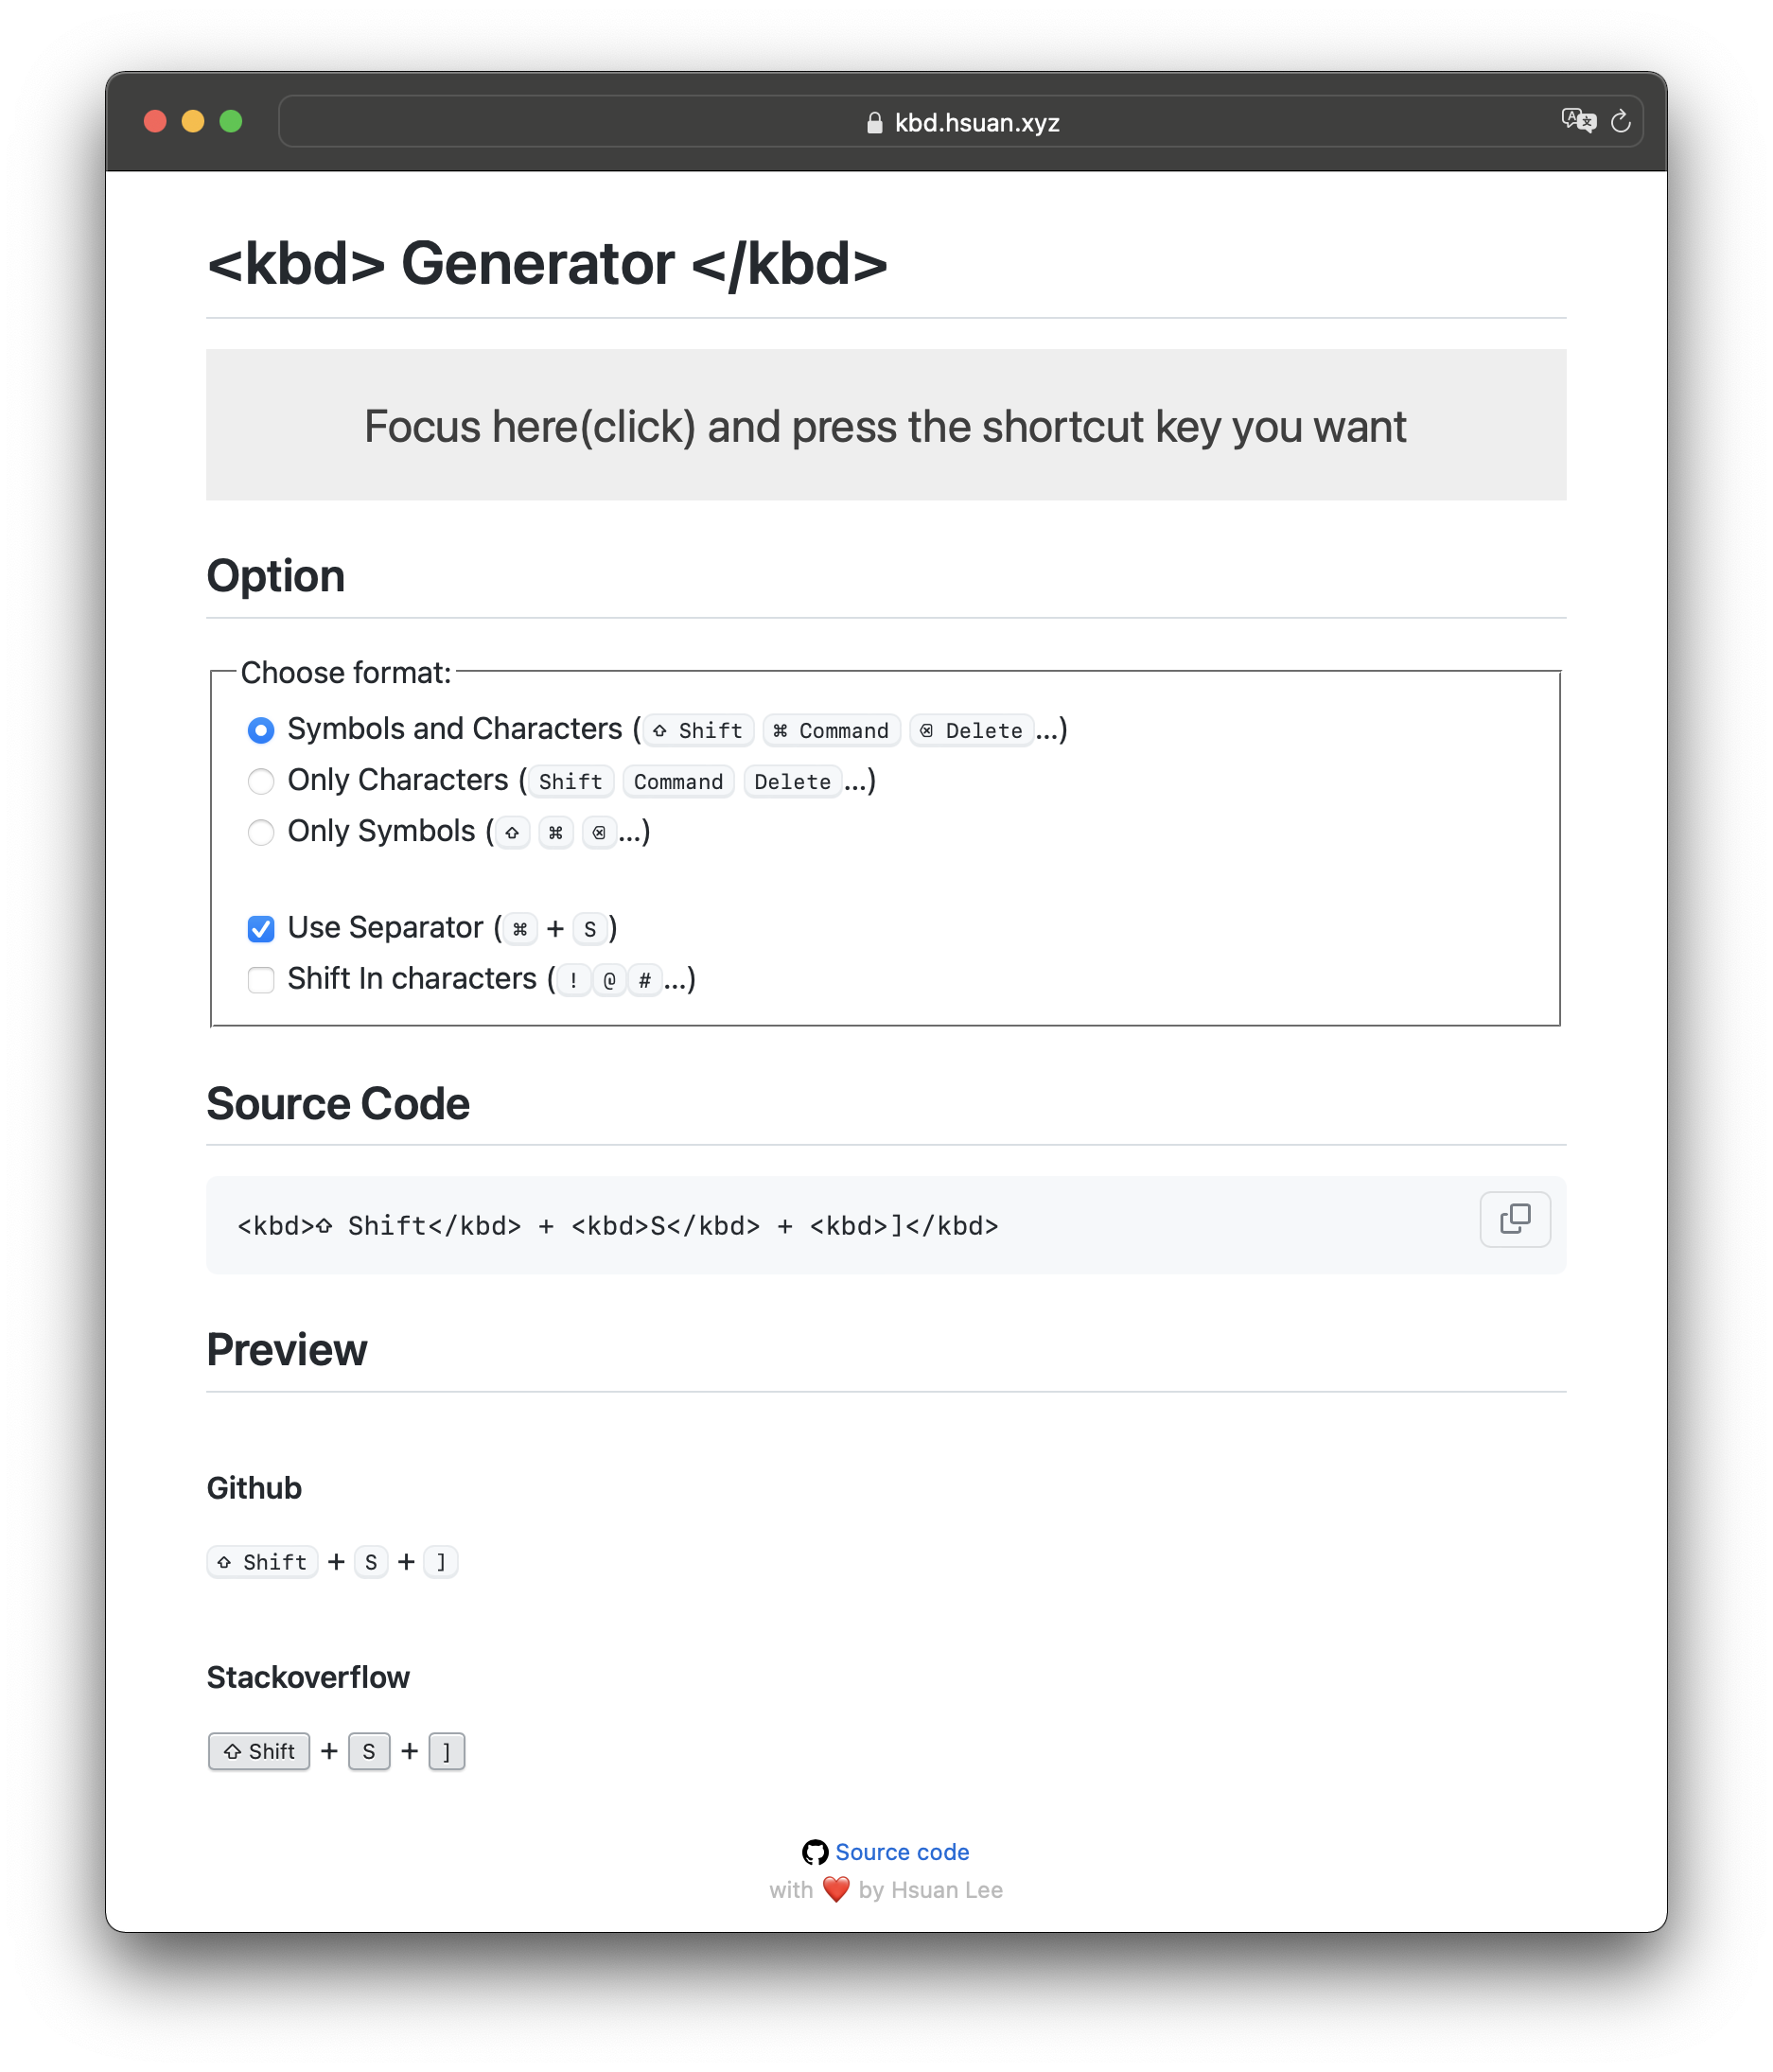 kbd.hsuan.xyz
<kbd> Generator </kbd>
Focus here(click) and press the shortcut key you want
Option
Choose format:
Symbols and Characters (⇧ Shift ⌘ Command ⌫ Delete...)
Only Characters (Shift Command Delete...)
Only Symbols (⇧ ⌘ ⌫...)
Use Separator (⌘ + S)
Shift In characters (! @ #...)
Source Code
<kbd>⇧ Shift</kbd> + <kbd>S</kbd> + <kbd>]</kbd>
Preview
Github
⇧ Shift + S + ]
Stackoverflow
⇧ Shift + S + ]
Source code
with ❤️ by Hsuan Lee